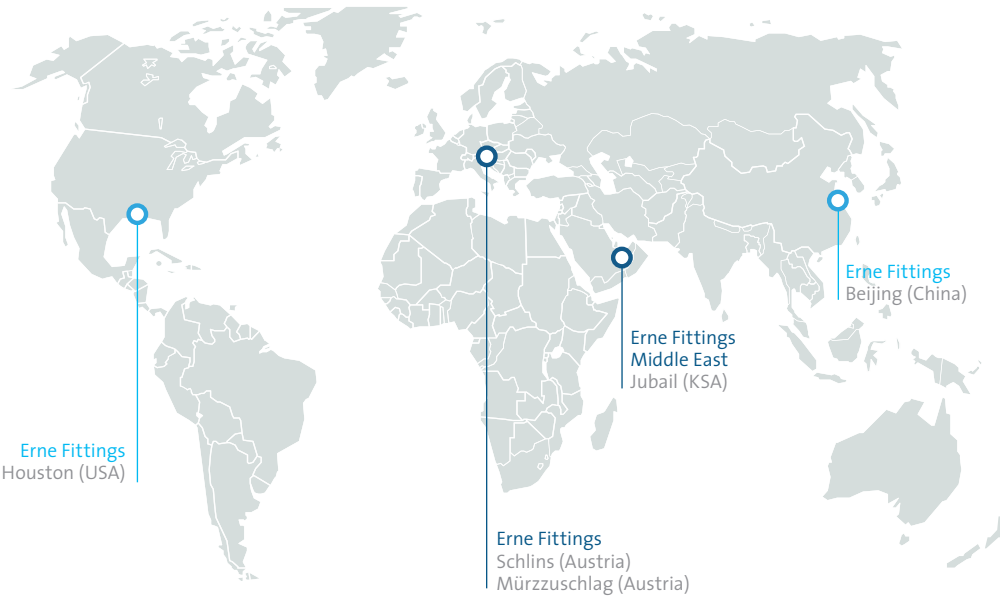 Erne Fittings
Beijing (China)
Erne Fittings
Middle East
Jubail (KSA)
Erne Fittings
Houston (USA)
Erne Fittings
Schlins (Austria)
Mürzzuschlag (Austria)